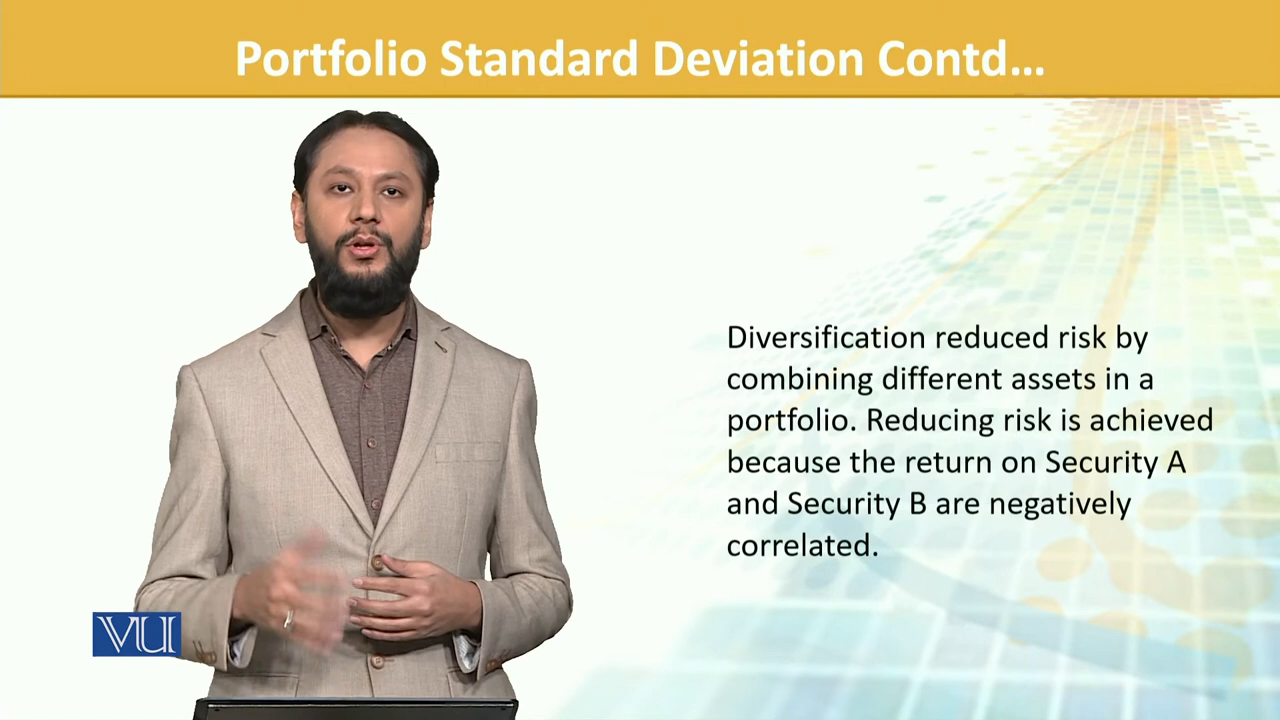 Portfolio Standard Deviation Contd...
Diversification reduced risk by
combining different assets in a
portfolio. Reducing risk is achieved
because the return on Security A
and Security B are negatively
correlated.
VU